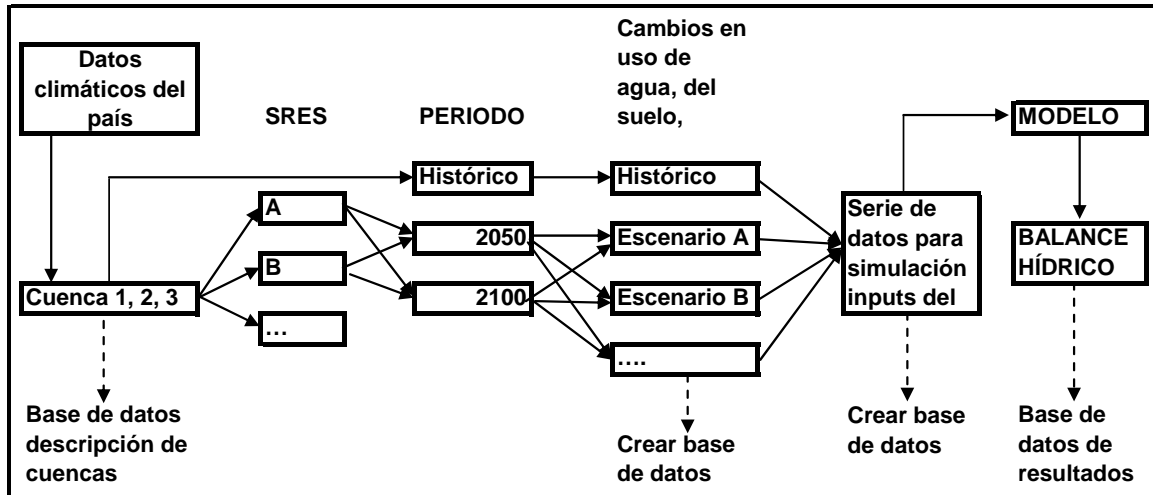 Datos
climáticos del
país
SRES
PERIODO
Cambios en
uso de
agua, del
suelo,
MODELO
Histórico
Histórico
A
2050
Escenario A
Serie de
datos para
simulación
inputs del
BALANCE
HÍDRICO
B
Cuenca 1, 2, 3
2100
Escenario B
…
….
Base de datos
descripción de
cuencas
Crear base
de datos
Crear base
de datos
Base de
datos de
resultados